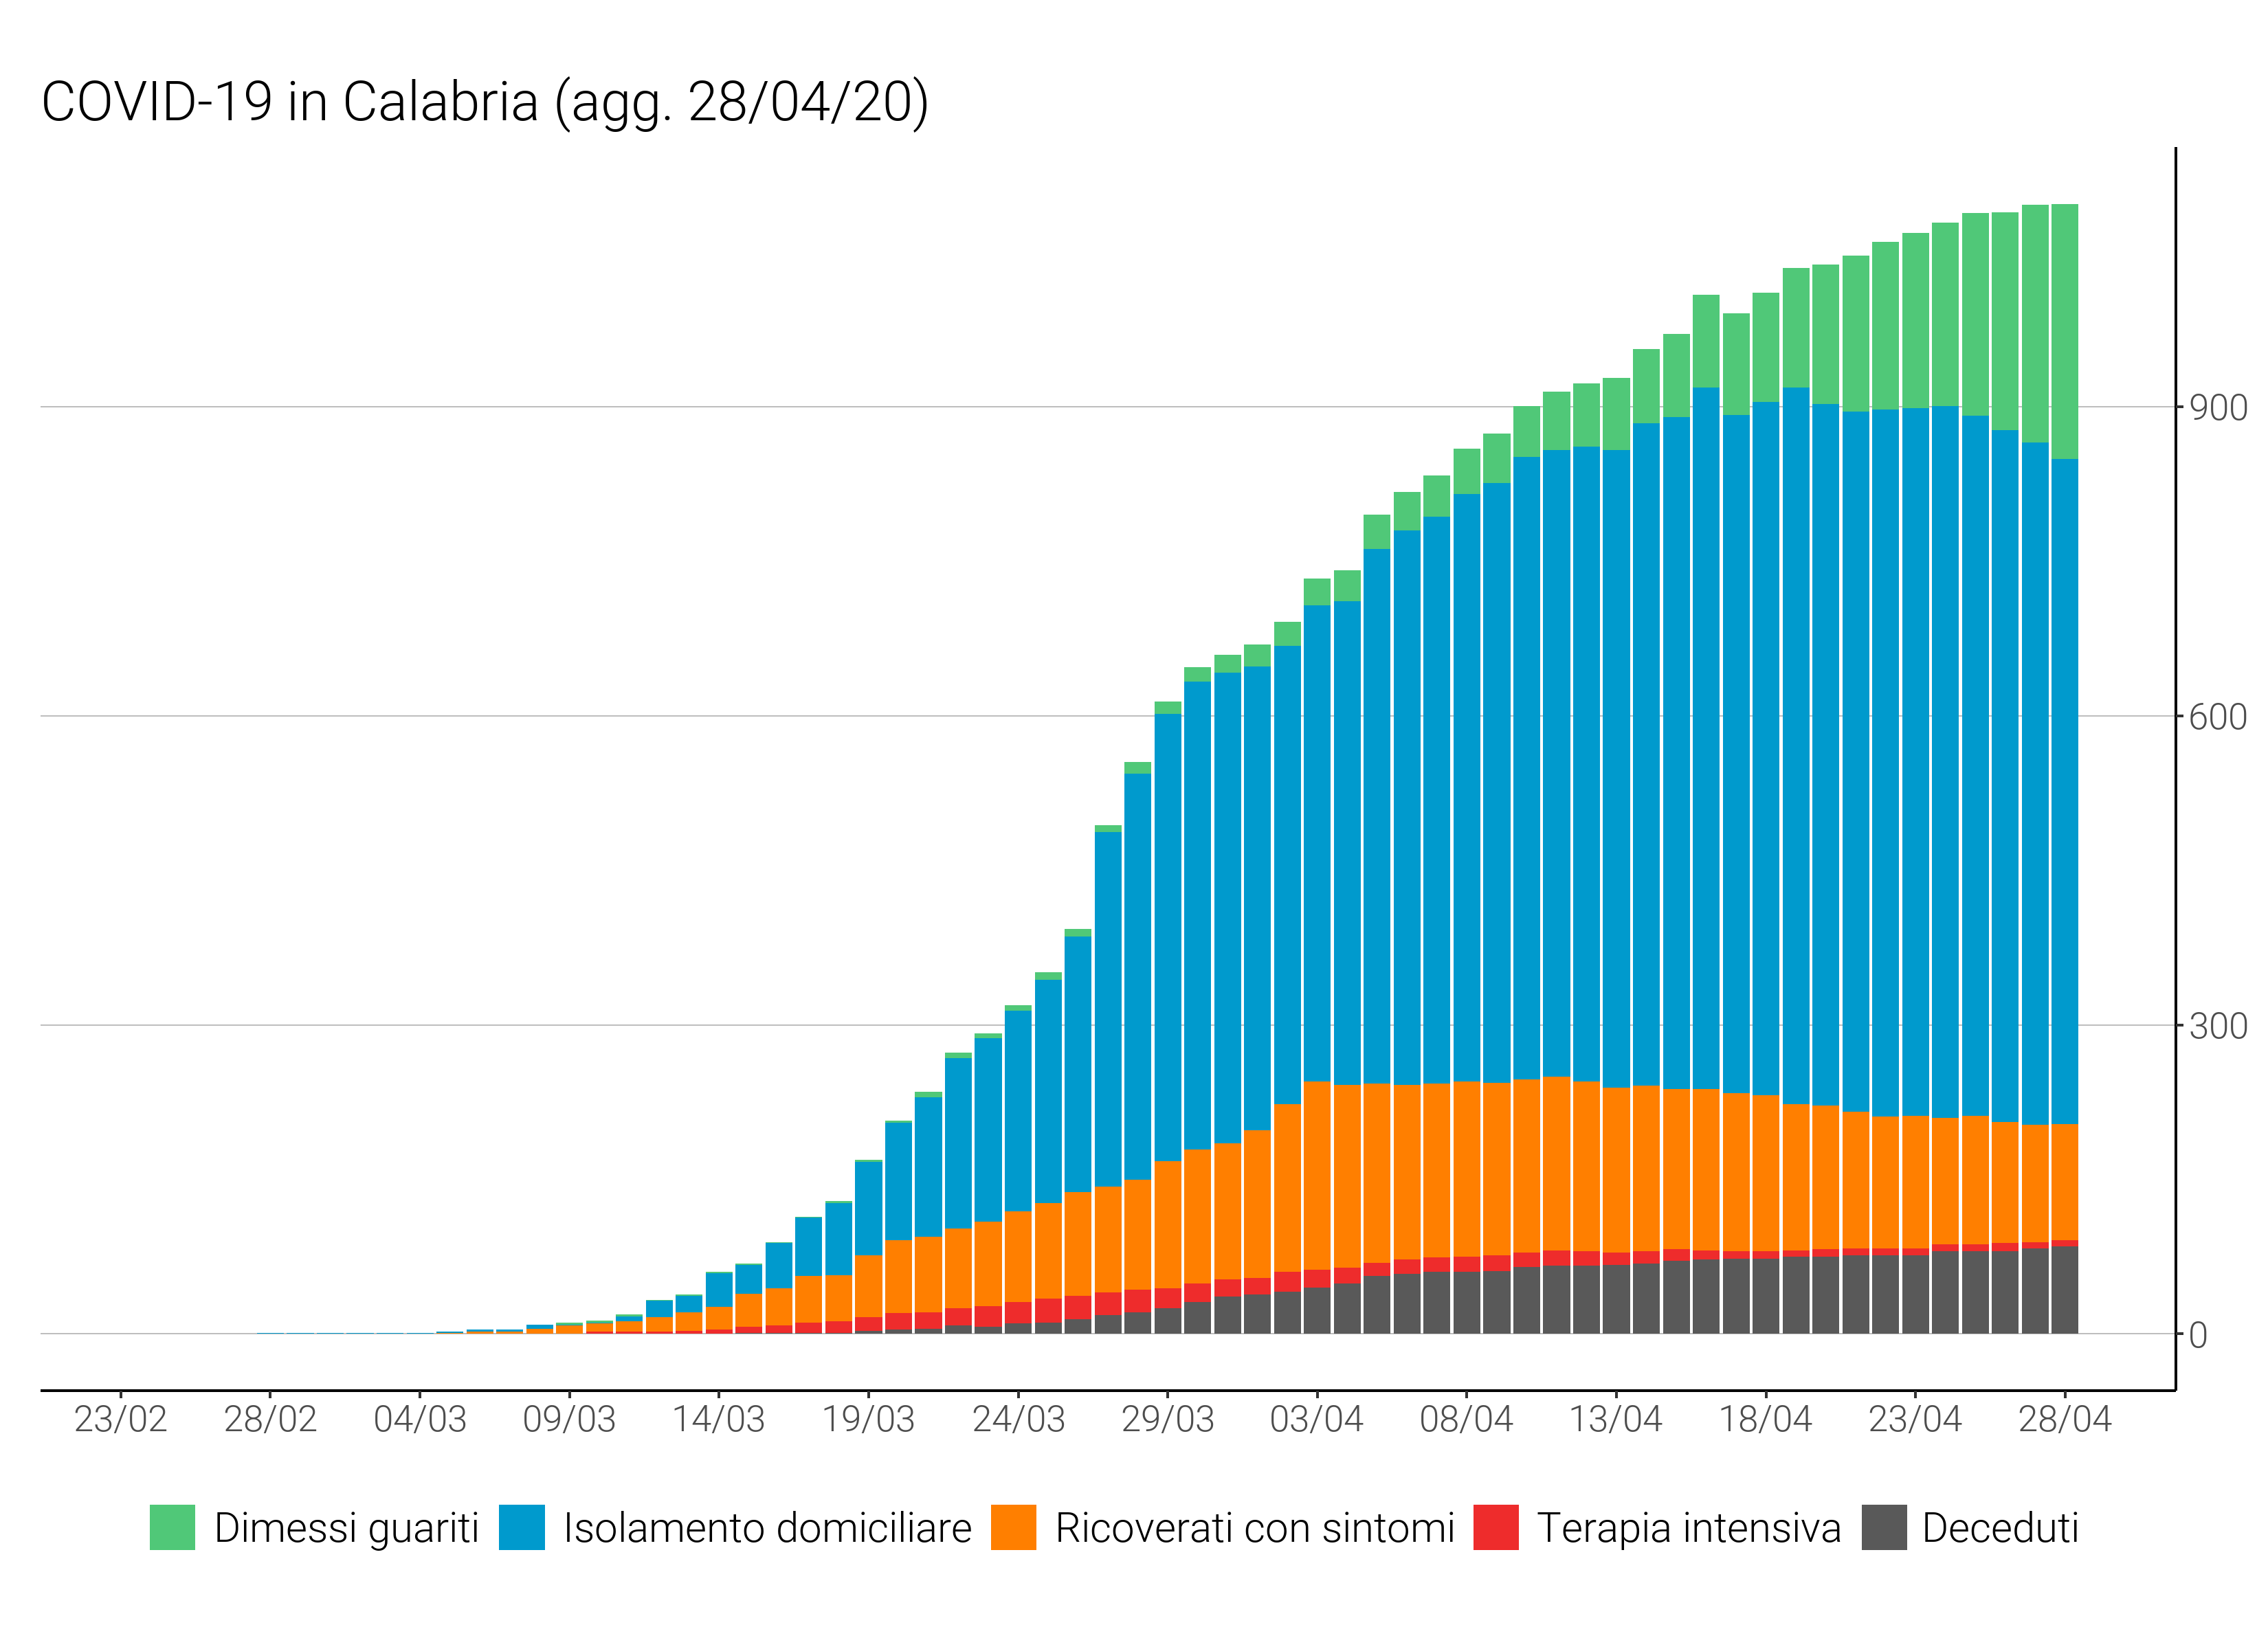 COVID-19 in Calabria (agg. 28/04/20)
900
600
300
0
23/02 28/02 04/03 09/03 14/03 19/03 24/03 29/03 03/04 08/04 13/04 18/04 23/04 28/04
Dimessi guariti Isolamento domiciliare Ricoverati con sintomi Terapia intensiva Deceduti